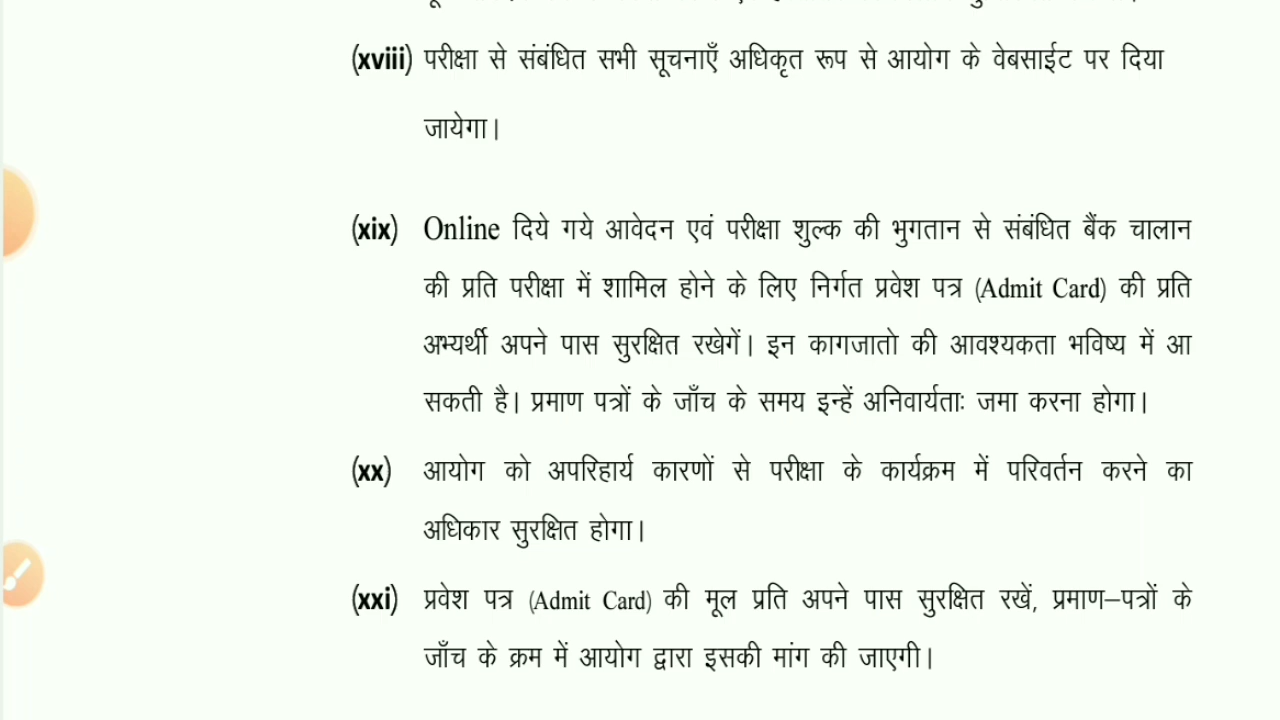 (xviii) परीक्षा से संबंधित सभी सूचनाएँ अधिकृत रूप से आयोग के वेबसाईट पर दिया
जायेगा।
(xix) Online दिये गये आवेदन एवं परीक्षा शुल्क की भुगतान से संबंधित बैंक चालान
की प्रति परीक्षा में शामिल होने के लिए निर्गत प्रवेश पत्र (Admit Card) की प्रति
अभ्यर्थी अपने पास सुरक्षित रखेगें। इन कागजातो की आवश्यकता भविष्य में आ
सकती है। प्रमाण पत्रों के जाँच के समय इन्हें अनिवार्यताः जमा करना होगा।
(xx) आयोग को अपरिहार्य कारणों से परीक्षा के कार्यक्रम में परिवर्तन करने का
अधिकार सुरक्षित होगा।
(xxi) प्रवेश पत्र (Admit Card) की मूल प्रति अपने पास सुरक्षित रखें, प्रमाण–पत्रों के
जाँच के क्रम में आयोग द्वारा इसकी मांग की जाएगी।